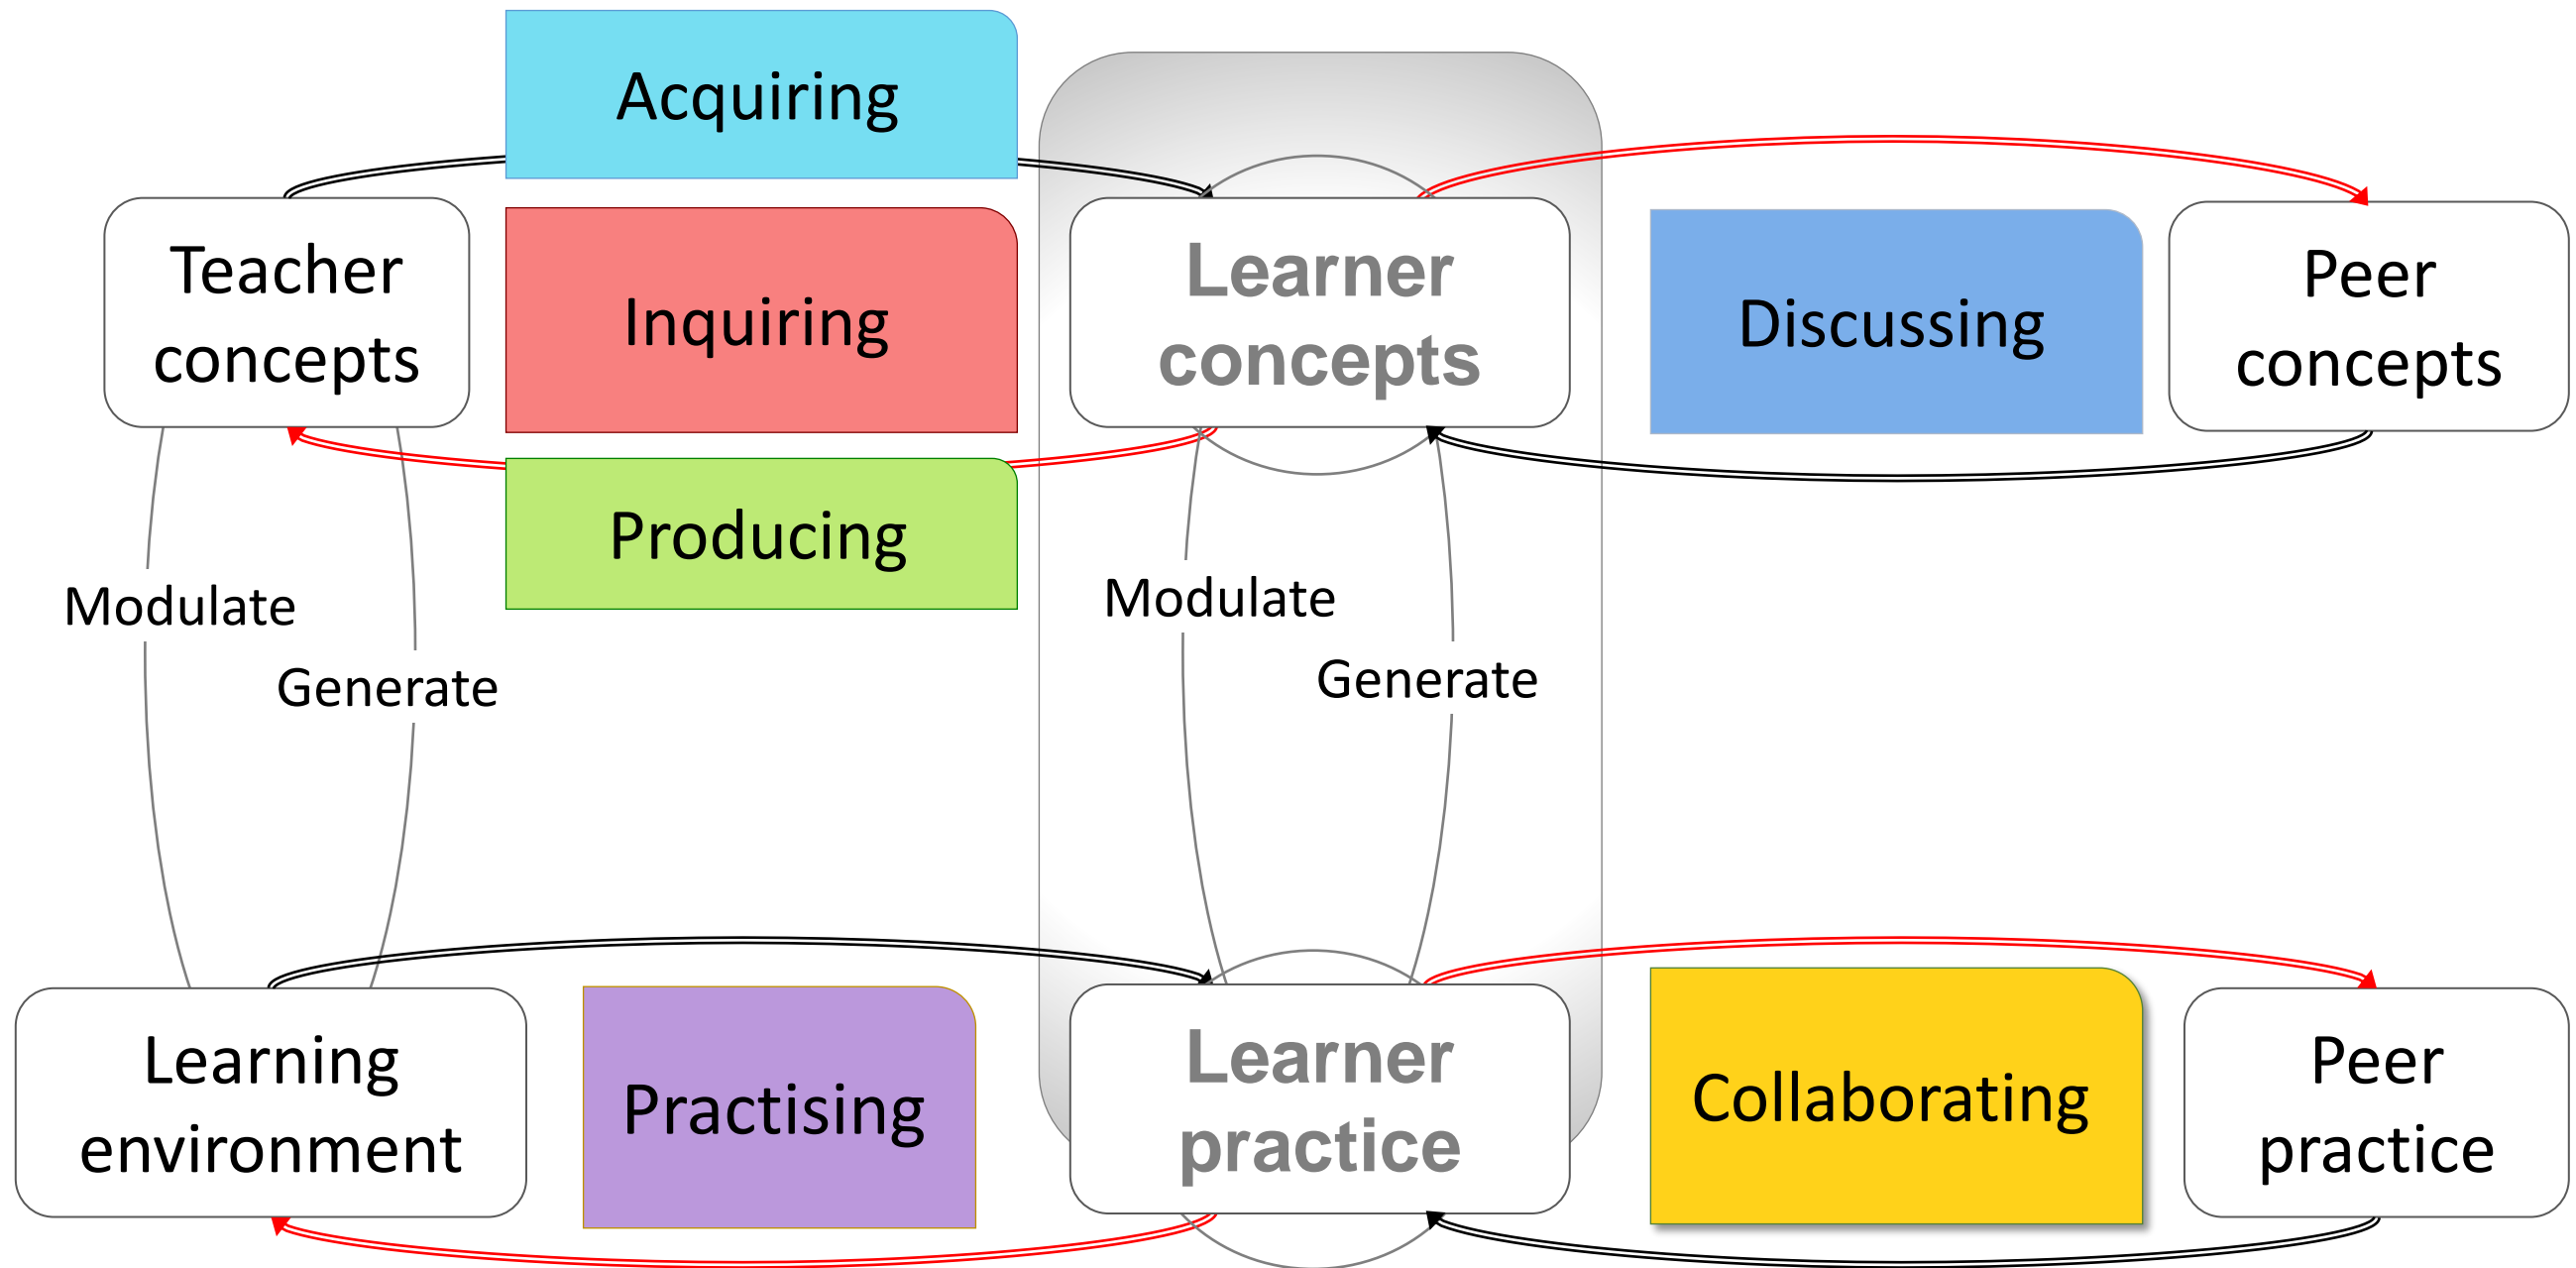 Acquiring
Teacher
concepts
Inquiring
Learner
concepts
Discussing
Peer
concepts
Producing
Modulate
Generate
Modulate
Generate
Learning
environment
Practising
Learner
practice
Collaborating
Peer
practice